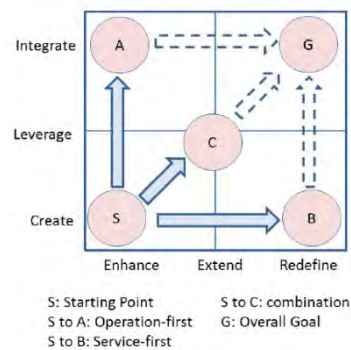 Integrate
A
G
Leverage
C
Create
S
B
Enhance Extend Redefine
S: Starting Point S to C: combination
S to A: Operation-first G: Overall Goal
S to B: Service-first